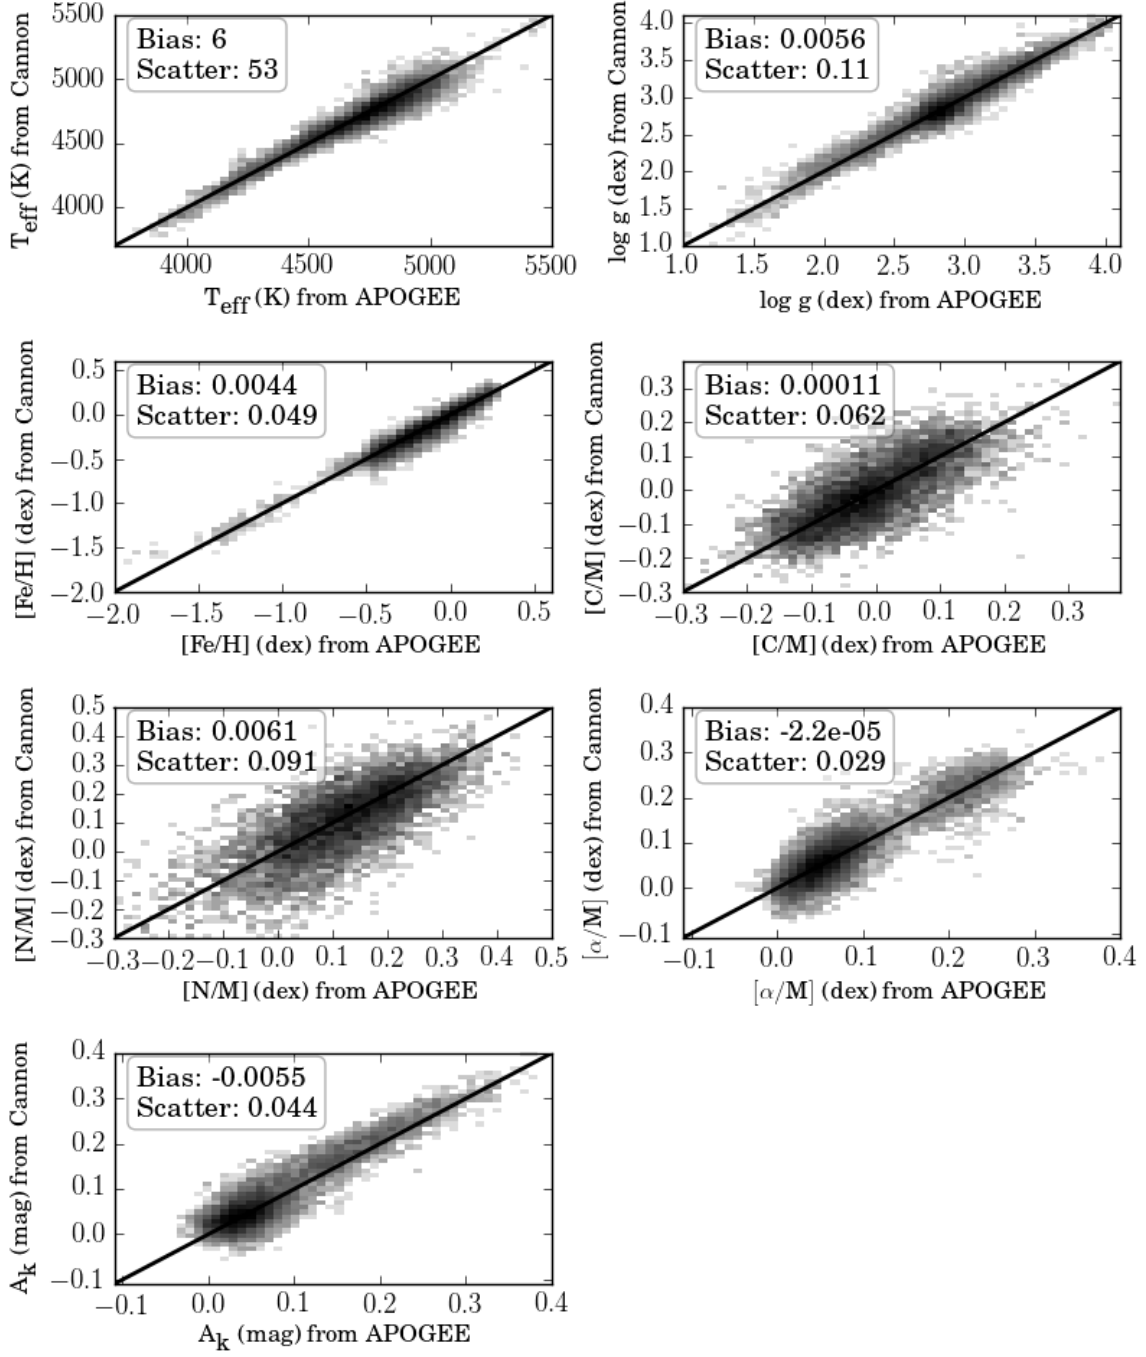 Bias: 6
Scatter: 53
5500
5000
4500
4000
T_eff (K) from Cannon
4000 4500 5000 5500
T_eff (K) from APOGEE
Bias: 0.0056
Scatter: 0.11
4.0
3.5
3.0
2.5
2.0
1.5
1.0
log g (dex) from Cannon
1.0 1.5 2.0 2.5 3.0 3.5 4.0
log g (dex) from APOGEE
Bias: 0.0044
Scatter: 0.049
0.5
0.0
−0.5
−1.0
−1.5
−2.0
[Fe/H] (dex) from Cannon
−2.0 −1.5 −1.0 −0.5 0.0 0.5
[Fe/H] (dex) from APOGEE
Bias: 0.00011
Scatter: 0.062
0.3
0.2
0.1
0.0
−0.1
−0.2
−0.3
[C/M] (dex) from Cannon
−0.3 −0.2 −0.1 0.0 0.1 0.2 0.3
[C/M] (dex) from APOGEE
Bias: 0.0061
Scatter: 0.091
0.5
0.4
0.3
0.2
0.1
0.0
−0.1
−0.2
−0.3
[N/M] (dex) from Cannon
−0.3 −0.2 −0.1 0.0 0.1 0.2 0.3 0.4 0.5
[N/M] (dex) from APOGEE
Bias: -2.2e-05
Scatter: 0.029
0.4
0.3
0.2
0.1
0.0
−0.1
[α/M] (dex) from Cannon
−0.1 0.0 0.1 0.2 0.3 0.4
[α/M] (dex) from APOGEE
Bias: -0.0055
Scatter: 0.044
0.4
0.3
0.2
0.1
0.0
−0.1
A_k (mag) from Cannon
−0.1 0.0 0.1 0.2 0.3 0.4
A_k (mag) from APOGEE